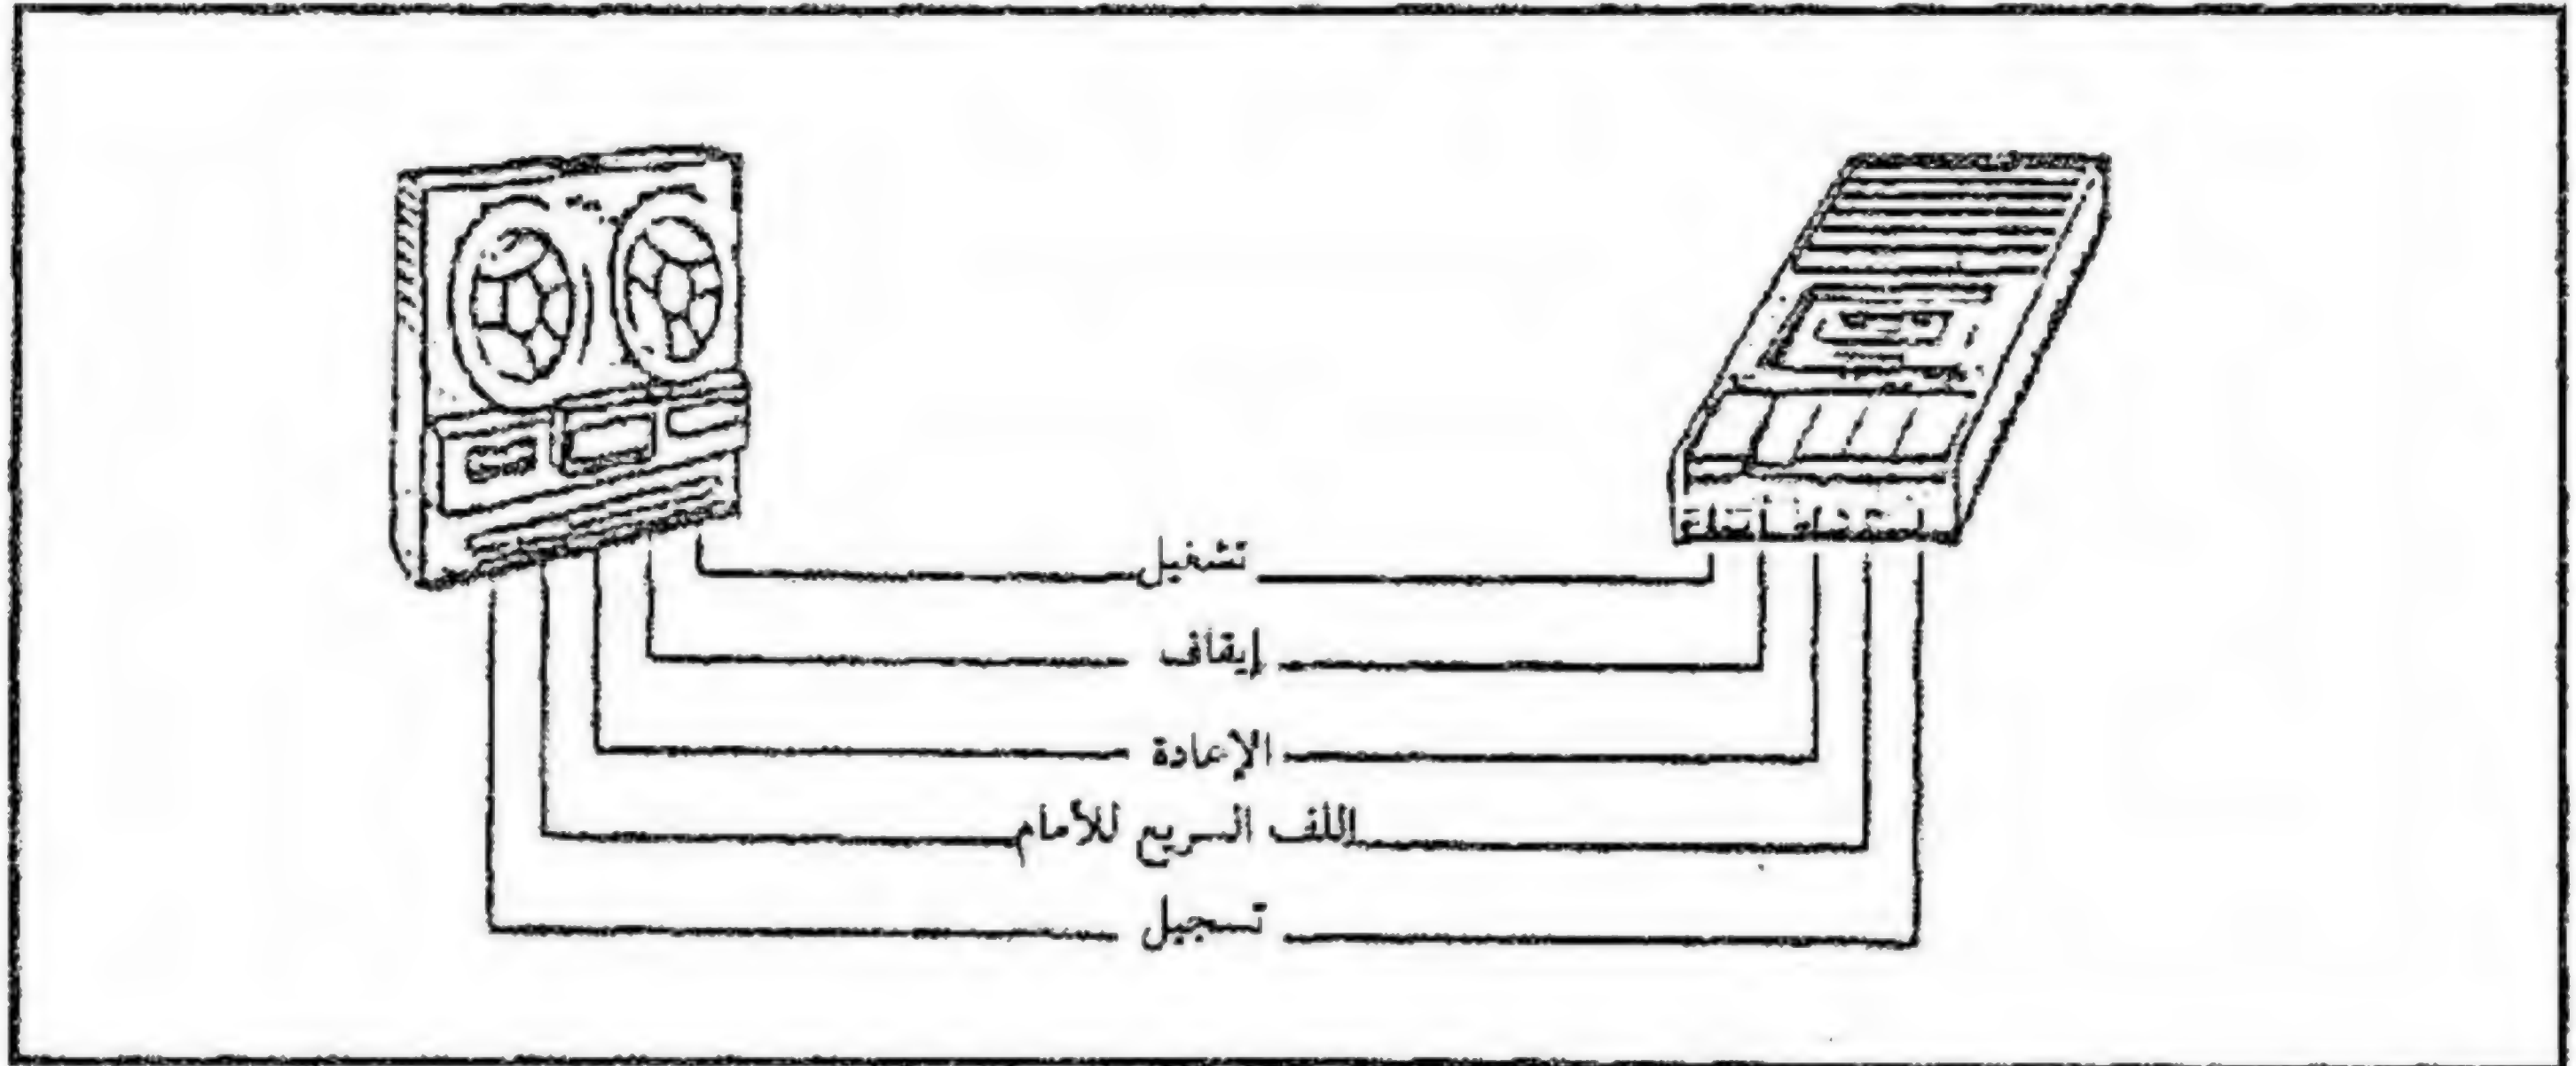 تشغيل
إيقاف
الإعادة
اللف السريع للأمام
تسجيل